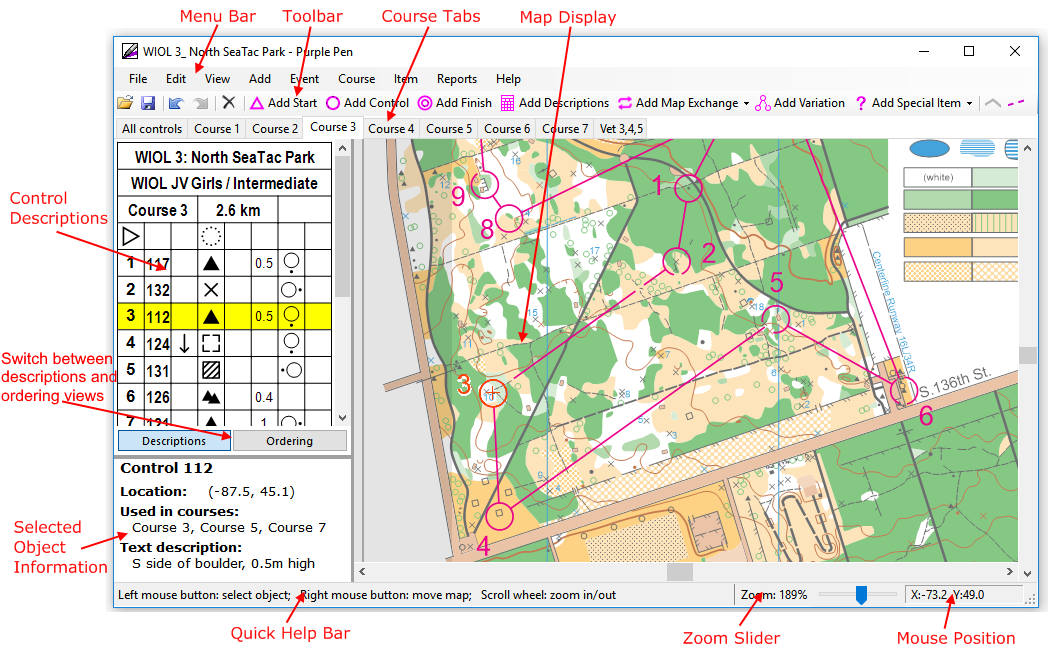 Menu Bar Toolbar Course Tabs Map Display
WIOL 3_ North SeaTac Park - Purple Pen
File Edit View Add Event Course Item Reports Help
Add Start Add Control Add Finish Add Descriptions Add Map Exchange Add Variation ? Add Special Item
All controls Course 1 Course 2 Course 3 Course 4 Course 5 Course 6 Course 7 Vet 3,4,5
WIOL 3: North SeaTac Park
WIOL JV Girls / Intermediate
Course 3 2.6 km
1 117 0.5
2 132
3 112 0.5
4 124
5 131
6 396 0.4
7 121 1
Descriptions Ordering
Control 112
Location: (-87.5, 45.1)
Used in courses:
Course 3, Course 5, Course 7
Text description:
S side of boulder, 0.5m high
Control
Descriptions
Switch between
descriptions and
ordering views
Selected
Object
Information
9
8
1
2
5
3
4
6
16
12
17
15
18
11
(white)
Centerline Runway 16L/34R
S. 136th St.
Left mouse button: select object; Right mouse button: move map; Scroll wheel: zoom in/out
Zoom: 189%
X:-73.2, Y:49.0
Quick Help Bar
Zoom Slider
Mouse Position